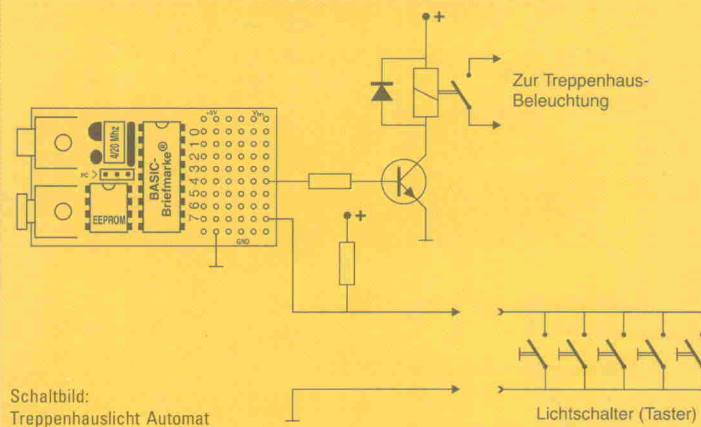 +
Zur Treppenhaus-
Beleuchtung
+5V
0
1
2
3
4
5
6
7
GND
4/20 Mhz
PC >
EEPROM
BASIC-
Briefmarke®
+
Schaltbild:
Treppenhauslicht Automat
Lichtschalter (Taster)